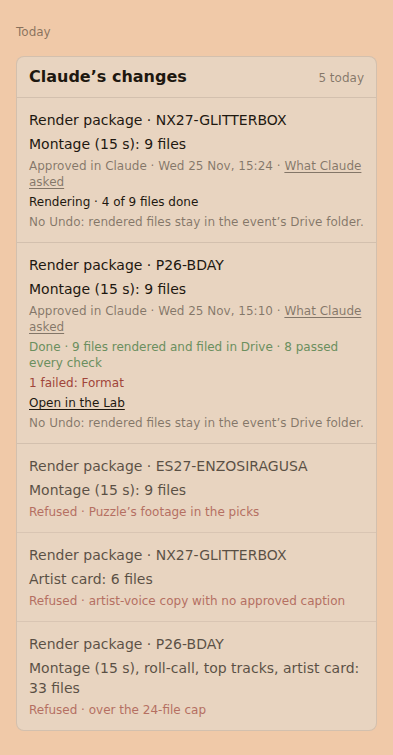 Today
Claude’s changes
5 today
Render package · NX27-GLITTERBOX
Montage (15 s): 9 files
Approved in Claude · Wed 25 Nov, 15:24 · What Claude
asked
Rendering · 4 of 9 files done
No Undo: rendered files stay in the event’s Drive folder.
Render package · P26-BDAY
Montage (15 s): 9 files
Approved in Claude · Wed 25 Nov, 15:10 · What Claude
asked
Done · 9 files rendered and filed in Drive · 8 passed
every check
1 failed: Format
Open in the Lab
No Undo: rendered files stay in the event’s Drive folder.
Render package · ES27-ENZOSIRAGUSA
Montage (15 s): 9 files
Refused · Puzzle’s footage in the picks
Render package · NX27-GLITTERBOX
Artist card: 6 files
Refused · artist-voice copy with no approved caption
Render package · P26-BDAY
Montage (15 s), roll-call, top tracks, artist card:
33 files
Refused · over the 24-file cap